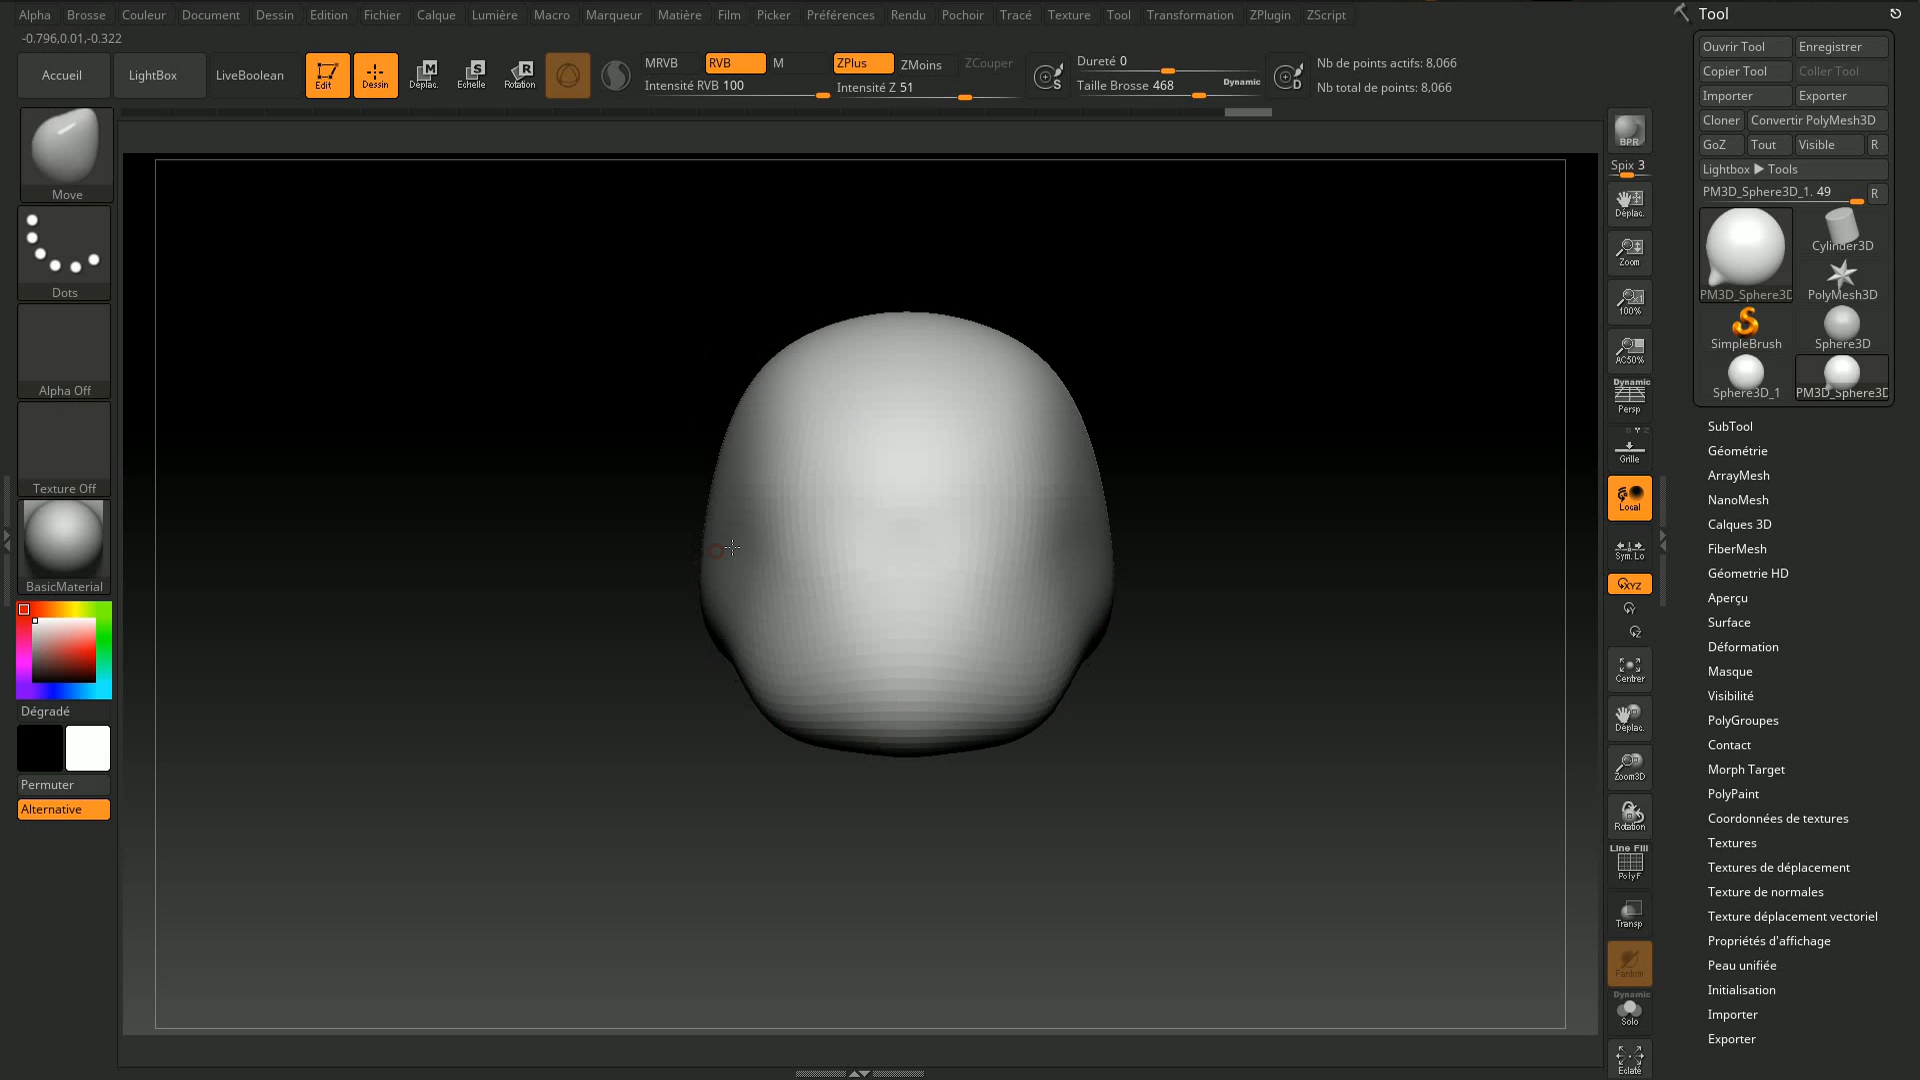 Alpha Brosse Couleur Document Dessin Edition Fichier Calque Lumière Macro Marqueur Matière Film Picker Préférences Rendu Pochoir Tracé Texture Tool Transformation ZPlugin ZScript
-0.796,0.01,-0.322
Accueil LightBox LiveBoolean
Edit Dessin Déplac. Echelle Rotation
M S R
MRVB RVB M
Intensité RVB 100
ZPlus ZMoins ZCouper
Intensité Z 51
S
Dureté 0
Taille Brosse 468 Dynamic
D
Nb de points actifs: 8,066
Nb total de points: 8,066
Move
Dots
Alpha Off
Texture Off
BasicMaterial
Dégradé
Permuter
Alternative
BPR
Spix 3
Déplac.
Zoom
100%
AC50%
Dynamic
Persp
Grille
Local
Sym. Lo
XYZ
Y
Z
Centrer
Déplac.
Zoom3D
Rotation
Line Fill
PolyF
Transp
Fantom
Dynamic
Solo
Eclaté
Tool
Ouvrir Tool Enregistrer
Copier Tool Coller Tool
Importer Exporter
Cloner Convertir PolyMesh3D
GoZ Tout Visible R
Lightbox ▶ Tools
PM3D_Sphere3D_1. 49 R
PM3D_Sphere3D Cylinder3D
PolyMesh3D
SimpleBrush Sphere3D
Sphere3D_1 PM3D_Sphere3D
SubTool
Géométrie
ArrayMesh
NanoMesh
Calques 3D
FiberMesh
Géometrie HD
Aperçu
Surface
Déformation
Masque
Visibilité
PolyGroupes
Contact
Morph Target
PolyPaint
Coordonnées de textures
Textures
Textures de déplacement
Texture de normales
Texture déplacement vectoriel
Propriétés d'affichage
Peau unifiée
Initialisation
Importer
Exporter